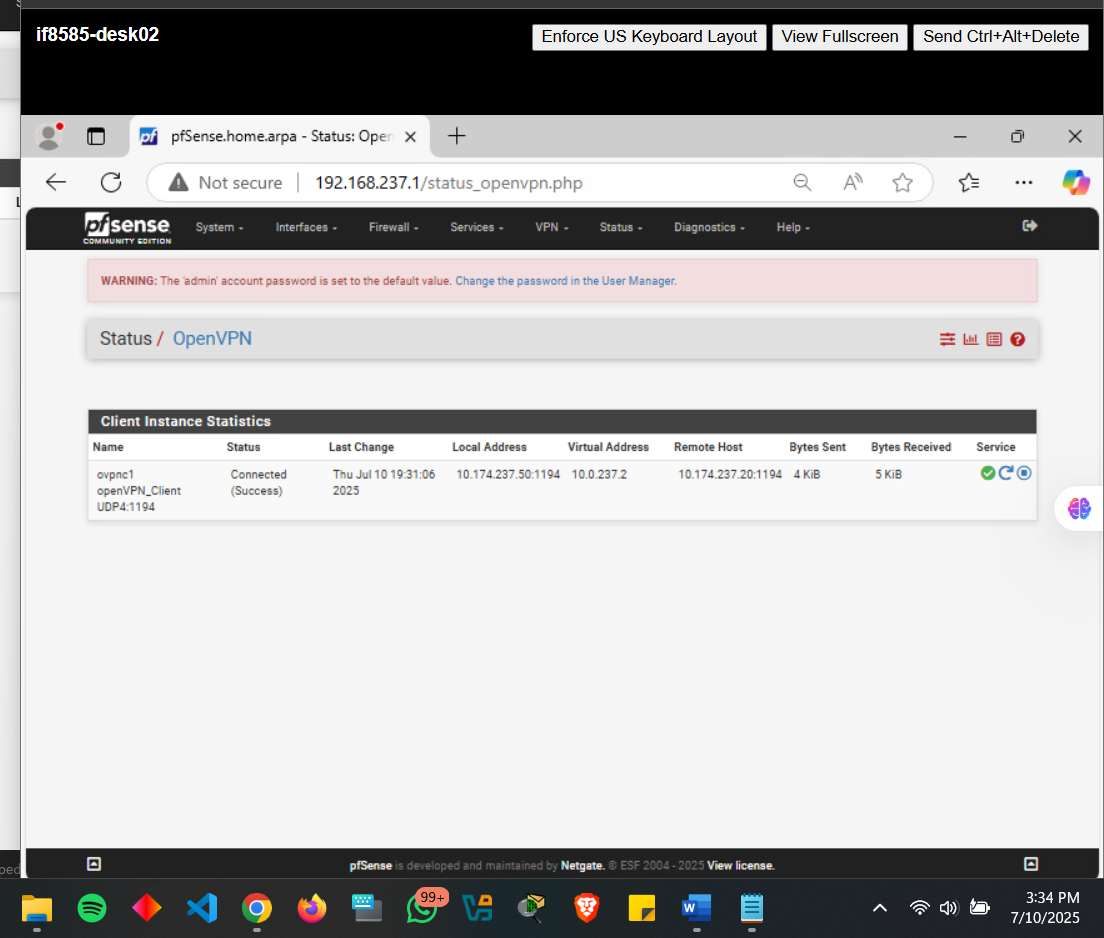 if8585-desk02
Enforce US Keyboard Layout View Fullscreen Send Ctrl+Alt+Delete
pfSense.home.arpa - Status: Open
Not secure 192.168.237.1/status_openvpn.php
pfsense
COMMUNITY EDITION
System Interfaces Firewall Services VPN Status Diagnostics Help
WARNING: The 'admin' account password is set to the default value. Change the password in the User Manager.
Status / OpenVPN
Client Instance Statistics
Name Status Last Change Local Address Virtual Address Remote Host Bytes Sent Bytes Received Service
ovpnc1 Connected Thu Jul 10 19:31:06 10.174.237.50:1194 10.0.237.2 10.174.237.20:1194 4 KiB 5 KiB
openVPN_Client (Success) 2025
UDP4:1194
pfSense is developed and maintained by Netgate. © ESF 2004 - 2025 View license.
99+
3:34 PM
7/10/2025